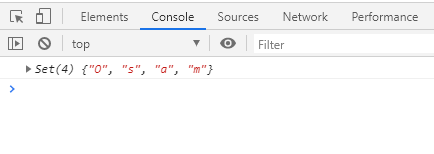 Elements Console Sources Network Performance
top Filter
Set(4) {"O", "s", "a", "m"}